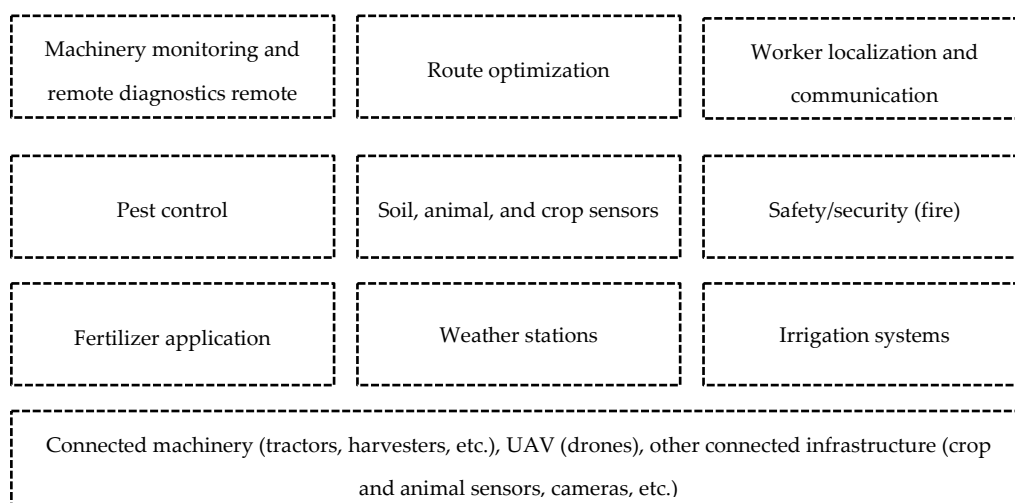 Machinery monitoring and
remote diagnostics remote
Route optimization
Worker localization and
communication
Pest control
Soil, animal, and crop sensors
Safety/security (fire)
Fertilizer application
Weather stations
Irrigation systems
Connected machinery (tractors, harvesters, etc.), UAV (drones), other connected infrastructure (crop
and animal sensors, cameras, etc.)